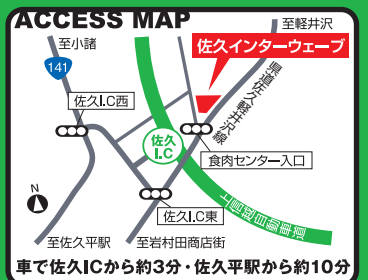 ACCESS MAP
至軽井沢
至小諸
佐久インターウェーブ
141
県道佐久軽井沢線
佐久I.C西
佐久
I.C
食肉センター入口
N
佐久I.C東
上信越自動車道
至佐久平駅
至岩村田商店街
車で佐久ICから約3分・佐久平駅から約10分